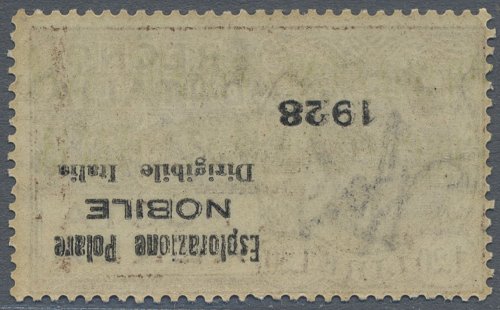 Esplorazione Polare
NOBILE
Dirigibile Italia
1928